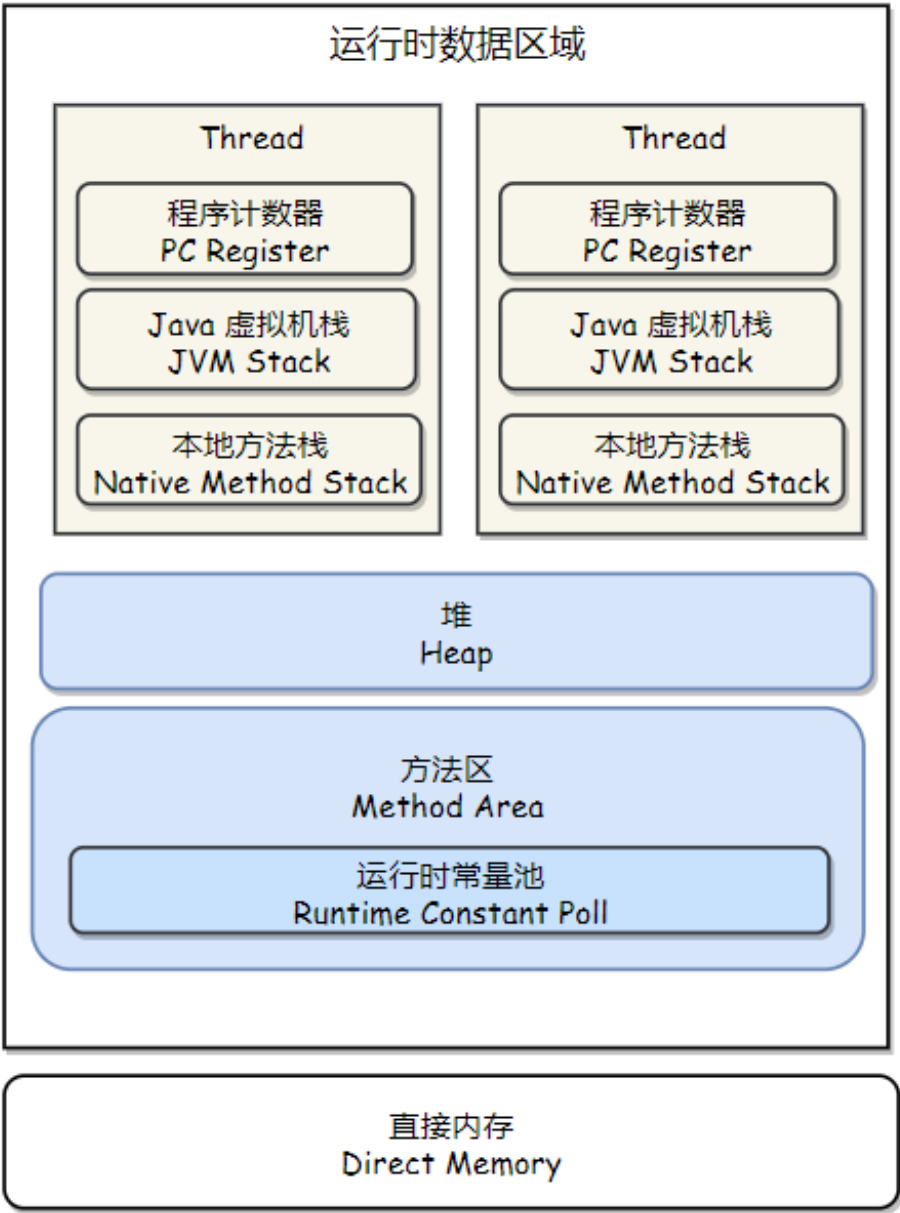 运行时数据区域
Thread
程序计数器
PC Register
Java 虚拟机栈
JVM Stack
本地方法栈
Native Method Stack
Thread
程序计数器
PC Register
Java 虚拟机栈
JVM Stack
本地方法栈
Native Method Stack
堆
Heap
方法区
Method Area
运行时常量池
Runtime Constant Poll
直接内存
Direct Memory